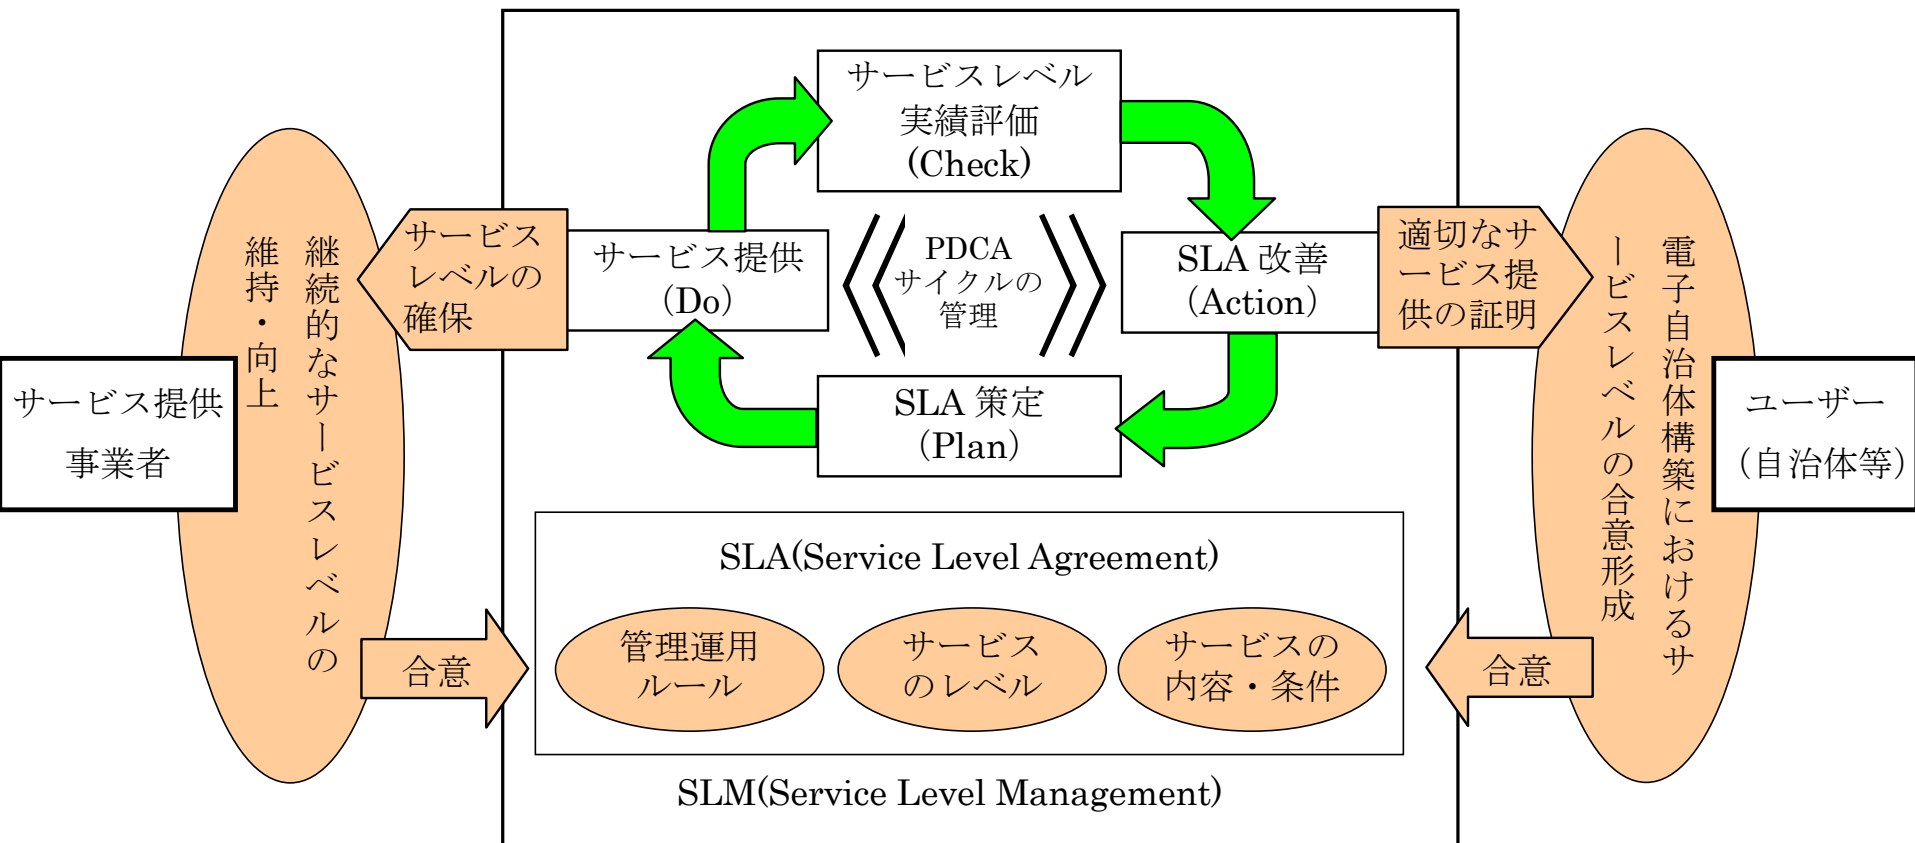 サービスレベル
実績評価
(Check)
サービス提供
（Do）
PDCA
サイクルの
管理
SLA 改善
（Action）
SLA 策定
（Plan）
サービス
レベルの
確保
適切なサ
ービス提
供の証明
継続的なサービスレベルの
維持・向上
サービス提供
事業者
電子自治体構築におけるサ
ービスレベルの合意形成
ユーザー
（自治体等）
SLA(Service Level Agreement)
管理運用
ルール
サービス
のレベル
サービスの
内容・条件
合意
合意
SLM(Service Level Management)